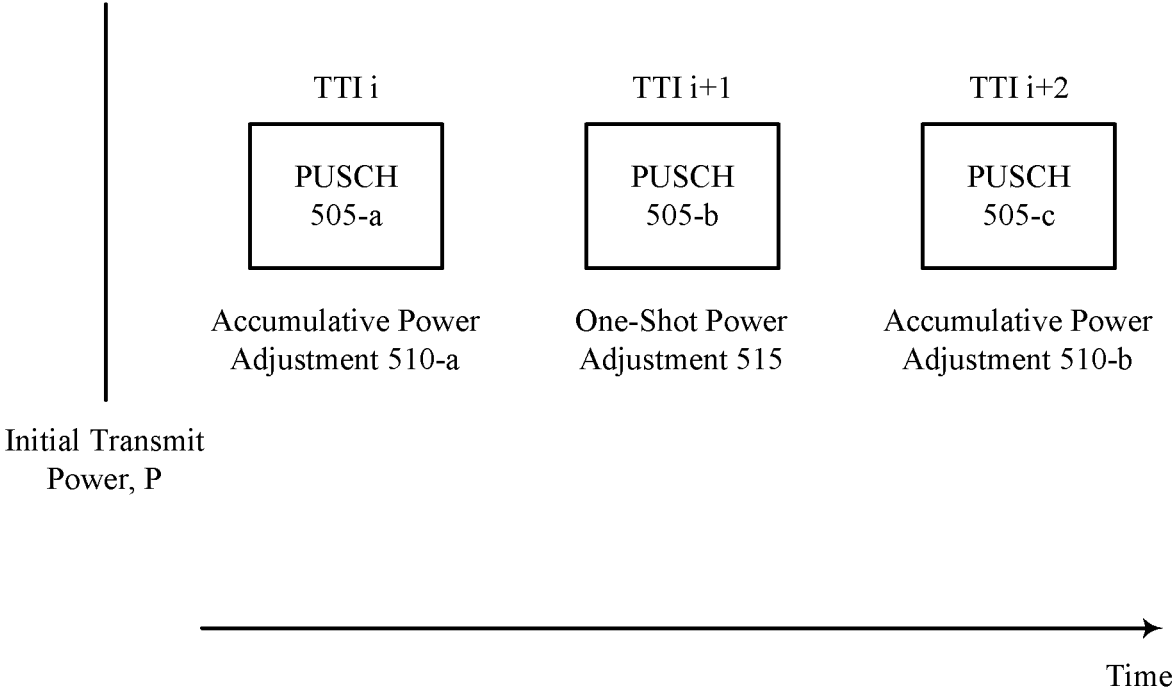 TTI i
TTI i+1
TTI i+2
PUSCH
505-a
PUSCH
505-b
PUSCH
505-c
Accumulative Power
Adjustment 510-a
One-Shot Power
Adjustment 515
Accumulative Power
Adjustment 510-b
Initial Transmit
Power, P
Time